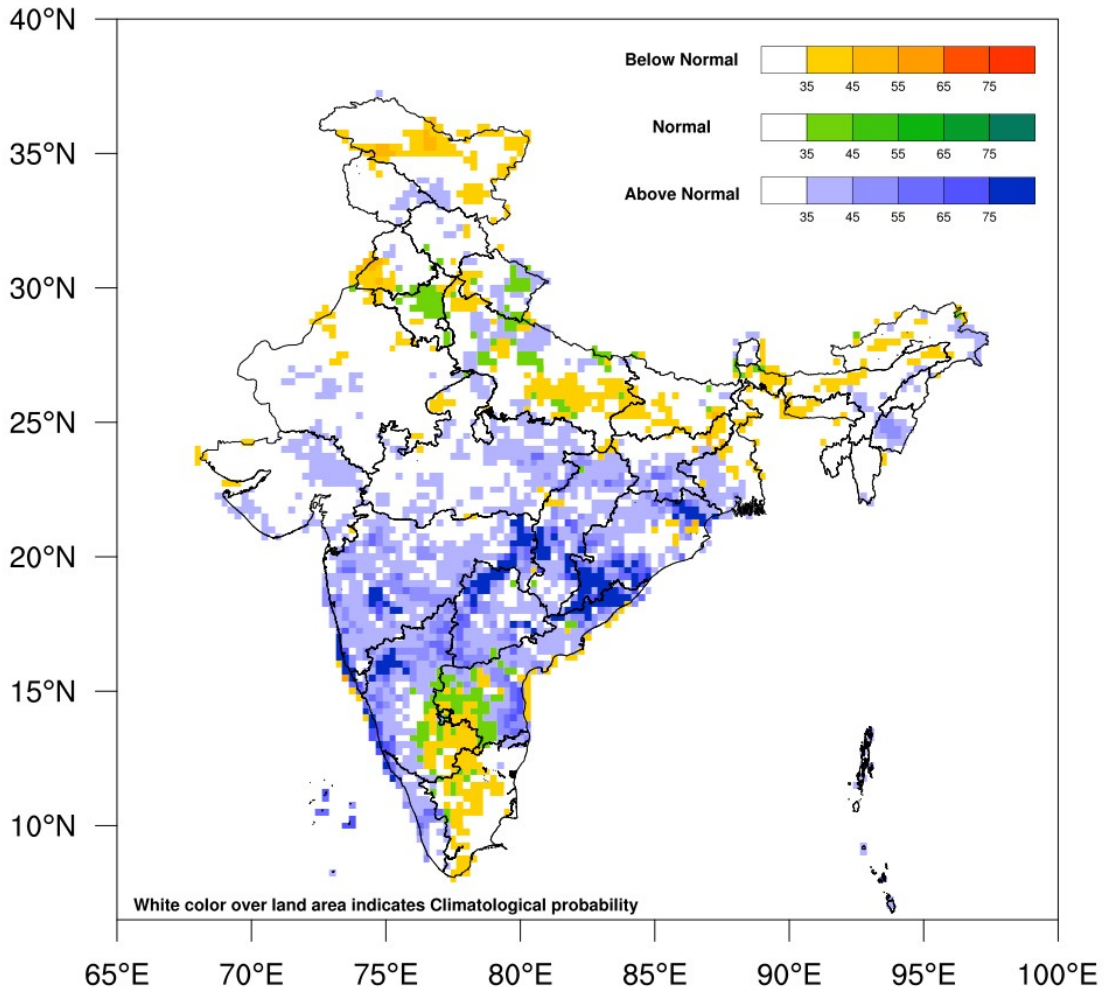 40°N
35°N
30°N
25°N
20°N
15°N
10°N
Below Normal
35 45 55 65 75
Normal
35 45 55 65 75
Above Normal
35 45 55 65 75
White color over land area indicates Climatological probability
65°E 70°E 75°E 80°E 85°E 90°E 95°E 100°E